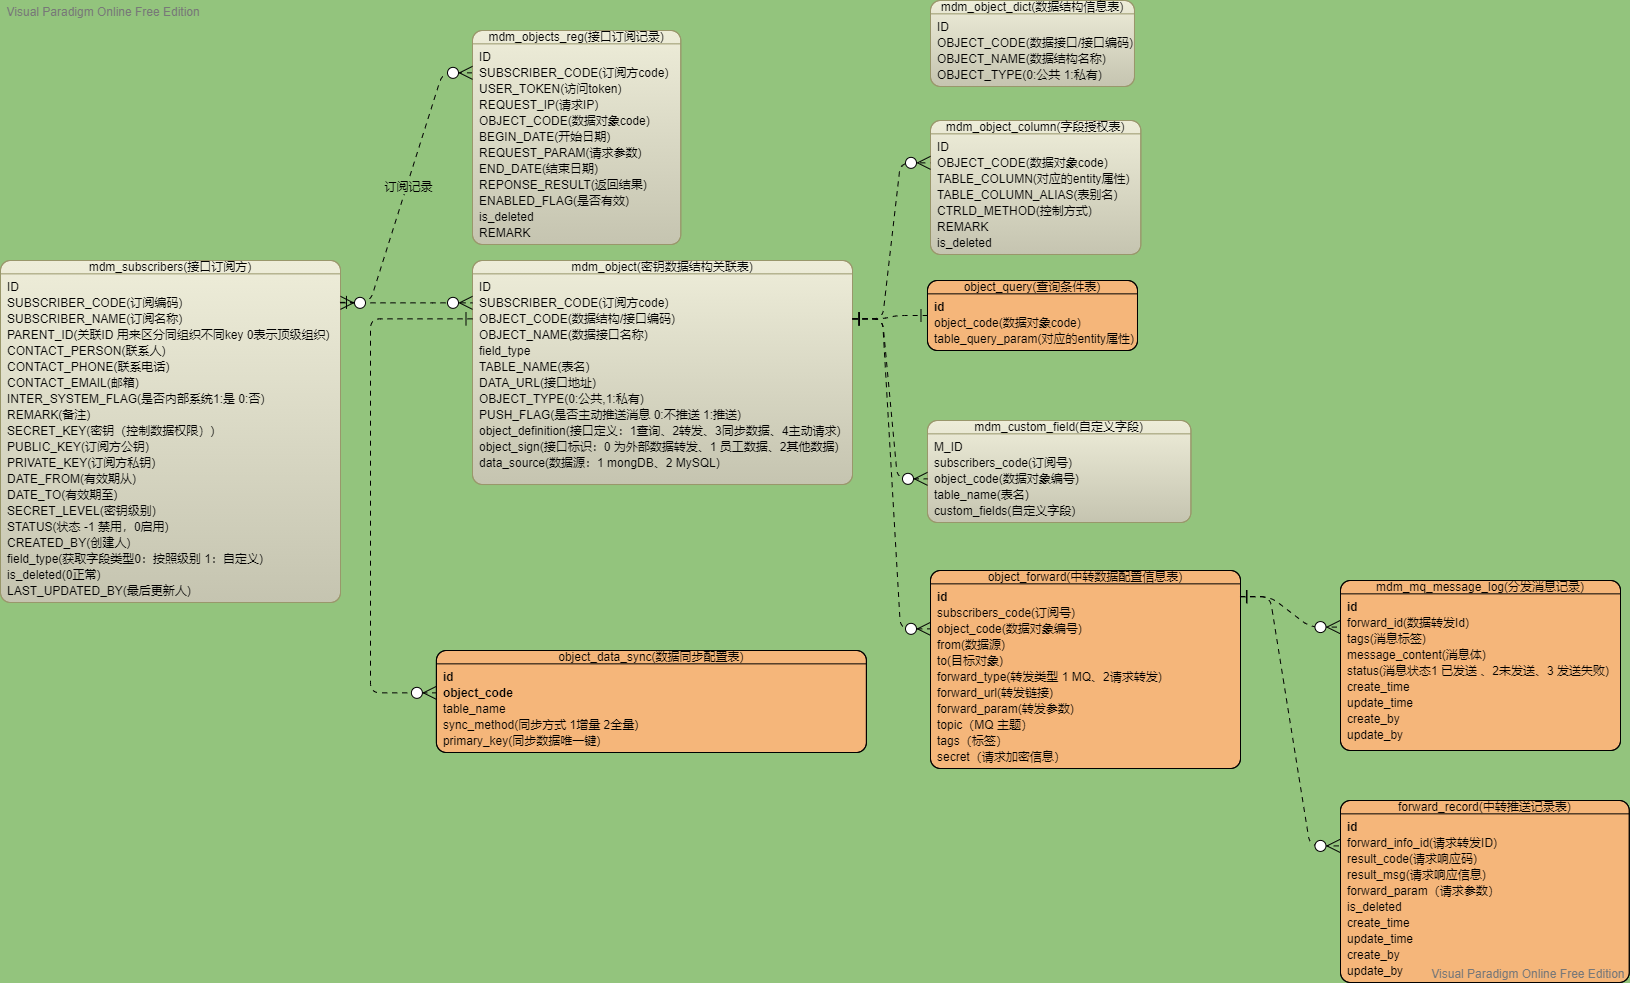 Visual Paradigm Online Free Edition
mdm_object_dict(数据结构信息表)
ID
OBJECT_CODE(数据接口/接口编码)
OBJECT_NAME(数据结构名称)
OBJECT_TYPE(0:公共 1:私有)
mdm_objects_reg(接口订阅记录)
ID
SUBSCRIBER_CODE(订阅方code)
USER_TOKEN(访问token)
REQUEST_IP(请求IP)
OBJECT_CODE(数据对象code)
BEGIN_DATE(开始日期)
REQUEST_PARAM(请求参数)
END_DATE(结束日期)
REPONSE_RESULT(返回结果)
ENABLED_FLAG(是否有效)
is_deleted
REMARK
订阅记录
mdm_object_column(字段授权表)
ID
OBJECT_CODE(数据对象code)
TABLE_COLUMN(对应的entity属性)
TABLE_COLUMN_ALIAS(表别名)
CTRLD_METHOD(控制方式)
REMARK
is_deleted
mdm_subscribers(接口订阅方)
ID
SUBSCRIBER_CODE(订阅编码)
SUBSCRIBER_NAME(订阅名称)
PARENT_ID(关联ID 用来区分同组织不同key 0表示顶级组织)
CONTACT_PERSON(联系人)
CONTACT_PHONE(联系电话)
CONTACT_EMAIL(邮箱)
INTER_SYSTEM_FLAG(是否内部系统1:是 0:否)
REMARK(备注)
SECRET_KEY(密钥（控制数据权限）)
PUBLIC_KEY(订阅方公钥)
PRIVATE_KEY(订阅方私钥)
DATE_FROM(有效期从)
DATE_TO(有效期至)
SECRET_LEVEL(密钥级别)
STATUS(状态 -1 禁用，0启用)
CREATED_BY(创建人)
field_type(获取字段类型0：按照级别 1：自定义)
is_deleted(0正常)
LAST_UPDATED_BY(最后更新人)
mdm_object(密钥数据结构关联表)
ID
SUBSCRIBER_CODE(订阅方code)
OBJECT_CODE(数据结构/接口编码)
OBJECT_NAME(数据接口名称)
field_type
TABLE_NAME(表名)
DATA_URL(接口地址)
OBJECT_TYPE(0:公共,1:私有)
PUSH_FLAG(是否主动推送消息 0:不推送 1:推送)
object_definition(接口定义：1查询、2转发、3同步数据、4主动请求)
object_sign(接口标识：0 为外部数据转发、1 员工数据、2其他数据)
data_source(数据源：1 mongDB、2 MySQL)
object_query(查询条件表)
id
object_code(数据对象code)
table_query_param(对应的entity属性)
mdm_custom_field(自定义字段)
M_ID
subscribers_code(订阅号)
object_code(数据对象编号)
table_name(表名)
custom_fields(自定义字段)
object_forward(中转数据配置信息表)
id
subscribers_code(订阅号)
object_code(数据对象编号)
from(数据源)
to(目标对象)
forward_type(转发类型 1 MQ、2请求转发)
forward_url(转发链接)
forward_param(转发参数)
topic（MQ 主题）
tags（标签）
secret（请求加密信息）
mdm_mq_message_log(分发消息记录)
id
forward_id(数据转发Id)
tags(消息标签)
message_content(消息体)
status(消息状态1 已发送 、2未发送、3 发送失败)
create_time
update_time
create_by
update_by
object_data_sync(数据同步配置表)
id
object_code
table_name
sync_method(同步方式 1增量 2全量)
primary_key(同步数据唯一键)
forward_record(中转推送记录表)
id
forward_info_id(请求转发ID)
result_code(请求响应码)
result_msg(请求响应信息)
forward_param（请求参数）
is_deleted
create_time
update_time
create_by
update_by
Visual Paradigm Online Free Edition